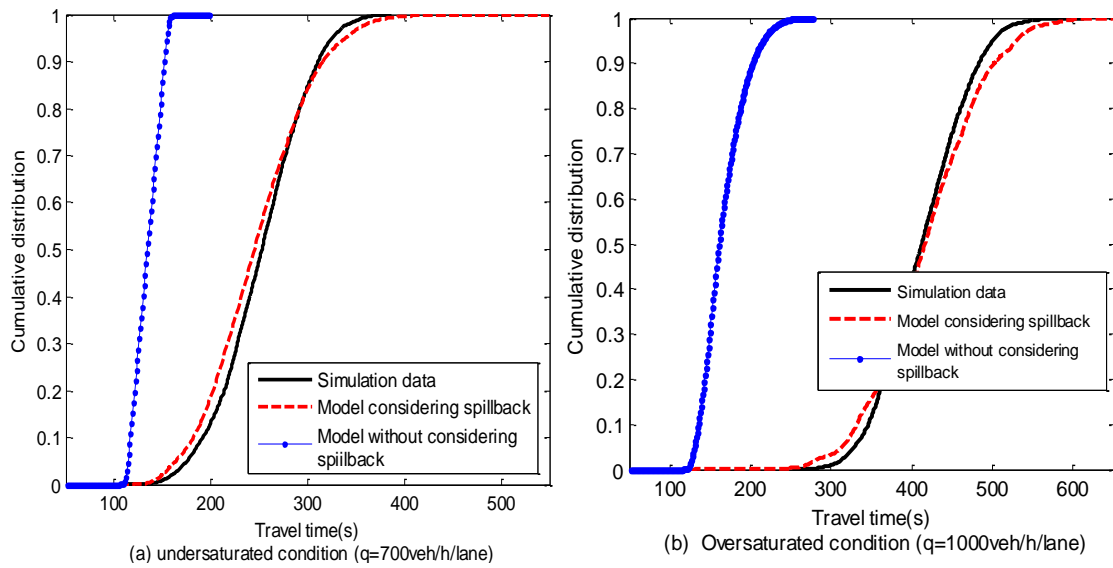 1
0.9
0.8
0.7
0.6
0.5
0.4
0.3
0.2
0.1
0
Cumulative distribution
100 200 300 400 500
Travel time(s)
Simulation data
Model considering spillback
Model without considering
spillback
(a) undersaturated condition (q=700veh/h/lane)
1
0.9
0.8
0.7
0.6
0.5
0.4
0.3
0.2
0.1
0
Cumulative distribution
100 200 300 400 500 600
Travel time(s)
Simulation data
Model considering spillback
Model without considering
spillback
(b) Oversaturated condition (q=1000veh/h/lane)